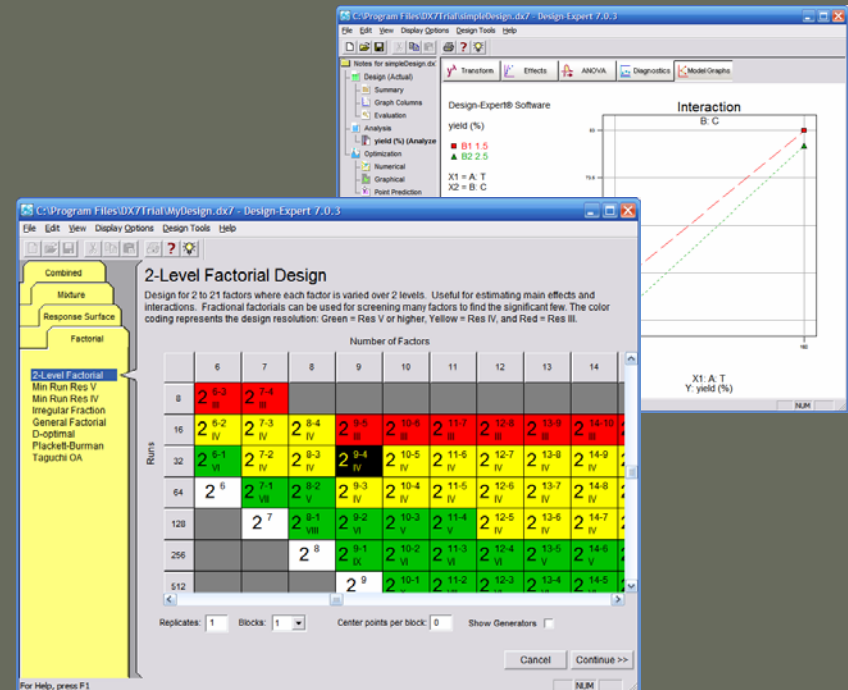 C:\Program Files\DX7Trial\simpleDesign.dx7 - Design-Expert 7.0.3
File Edit View Display Options Design Tools Help
Notes for simpleDesign.dx
Design (Actual)
Summary
Graph Columns
Evaluation
Analysis
yield (%) (Analyze
Optimization
Numerical
Graphical
Point Prediction
Transform Effects ANOVA Diagnostics Model Graphs
Design-Expert® Software
yield (%)
B1 1.5
B2 2.5
X1 = A: T
X2 = B: C
Interaction
B: C
X1: A: T
Y: yield (%)
NUM
C:\Program Files\DX7Trial\MyDesign.dx7 - Design-Expert 7.0.3
File Edit View Display Options Design Tools Help
Combined
Mixture
Response Surface
Factorial
2-Level Factorial
Min Run Res V
Min Run Res IV
Irregular Fraction
General Factorial
D-optimal
Plackett-Burman
Taguchi OA
2-Level Factorial Design
Design for 2 to 21 factors where each factor is varied over 2 levels. Useful for estimating main effects and
interactions. Fractional factorials can be used for screening many factors to find the significant few. The color
coding represents the design resolution: Green = Res V or higher, Yellow = Res IV, and Red = Res III.
Number of Factors
6 7 8 9 10 11 12 13 14
Runs
8 2 6-3 III 2 7-4 III
16 2 6-2 IV 2 7-3 IV 2 8-4 IV 2 9-5 III 2 10-6 III 2 11-7 III 2 12-8 III 2 13-9 III 2 14-10 III
32 2 6-1 VI 2 7-2 IV 2 8-3 IV 2 9-4 IV 2 10-5 IV 2 11-6 IV 2 12-7 IV 2 13-8 IV 2 14-9 IV
64 2 6 2 7-1 VII 2 8-2 V 2 9-3 IV 2 10-4 IV 2 11-5 IV 2 12-6 IV 2 13-7 IV 2 14-8 IV
128 2 7 2 8-1 VIII 2 9-2 VI 2 10-3 V 2 11-4 V 2 12-5 IV 2 13-6 IV 2 14-7 IV
256 2 8 2 9-1 IX 2 10-2 VI 2 11-3 VI 2 12-4 VI 2 13-5 V 2 14-6 V
512 2 9 2 10-1 2 11-2 2 12-3 2 13-4 2 14-5
Replicates: 1 Blocks: 1 Center points per block: 0 Show Generators
Cancel Continue >>
For Help, press F1 NUM